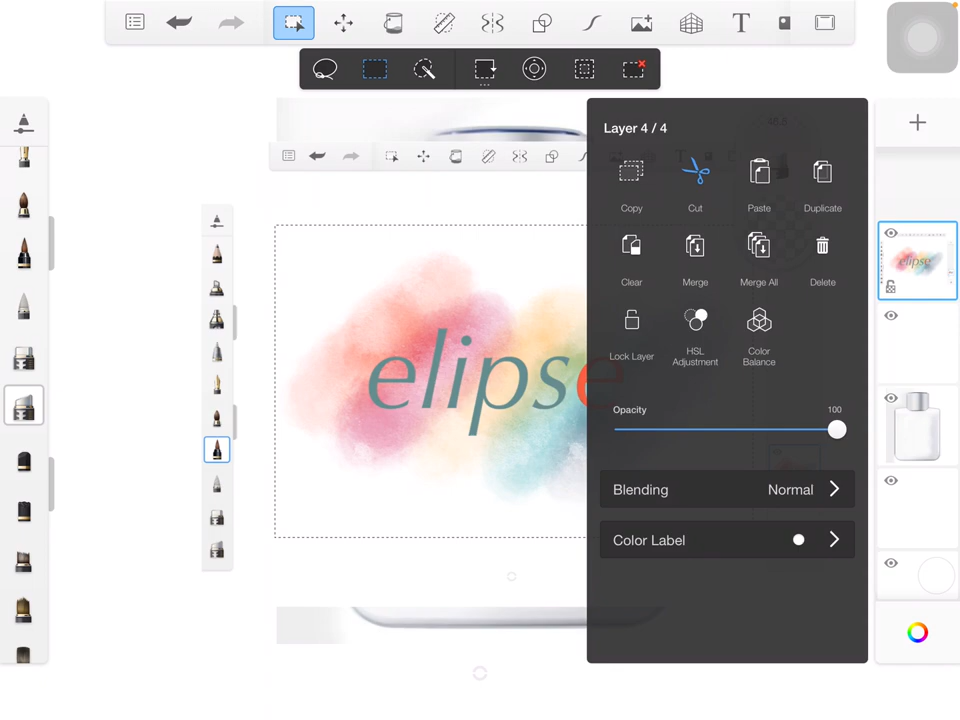 T
Layer 4 / 4
Copy
Cut
Paste
Duplicate
Clear
Merge
Merge All
Delete
Lock Layer
HSL
Adjustment
Color
Balance
Opacity
100
Blending
Normal
Color Label
elipse
elipse